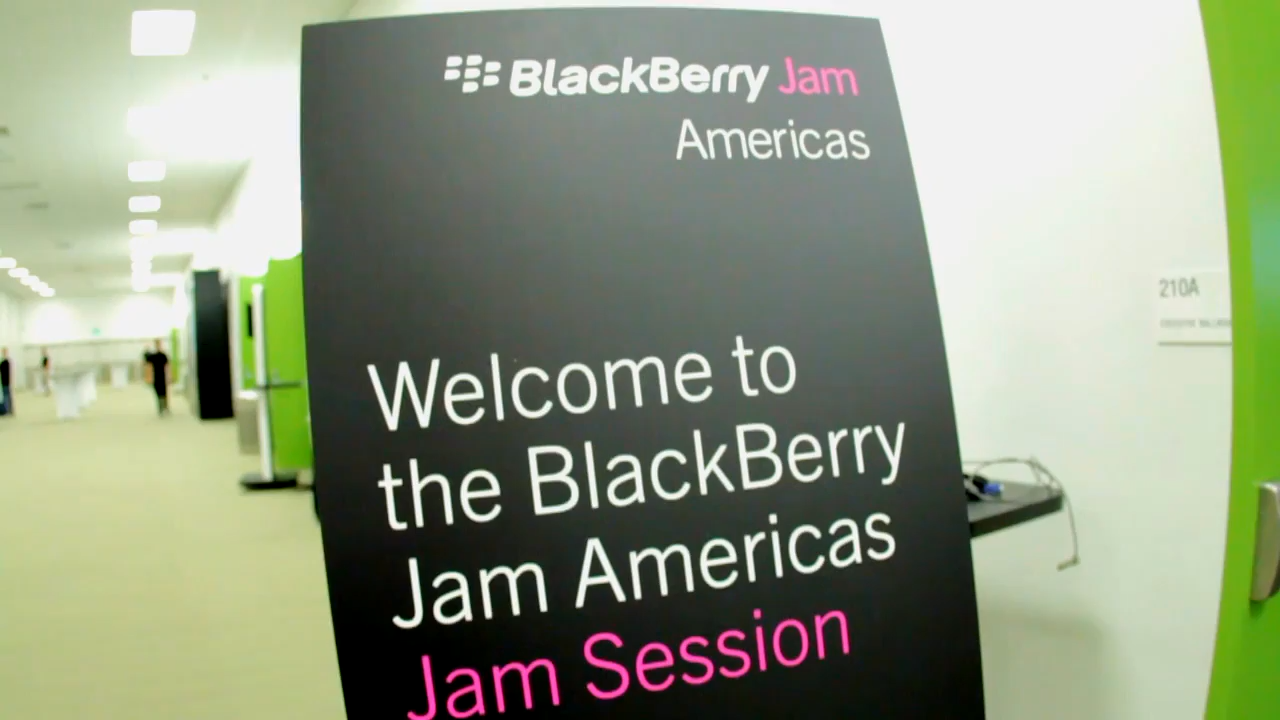 BlackBerry Jam
Americas
Welcome to
the BlackBerry
Jam Americas
Jam Session
210A